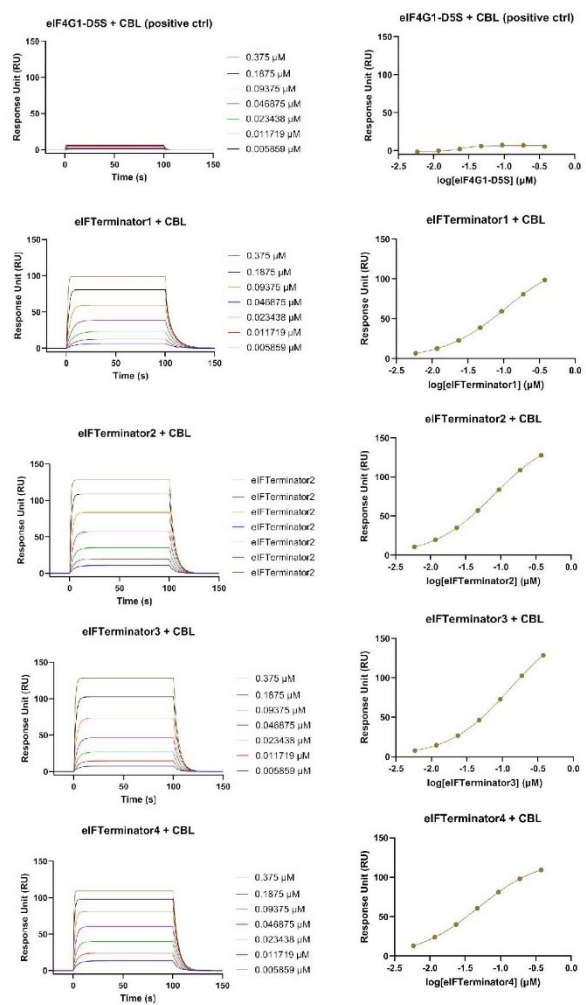 eIF4G1-D5S + CBL (positive ctrl)
Response Unit (RU)
150
100
50
0
0
50
100
150
Time (s)
0.375 µM
0.1875 µM
0.09375 µM
0.046875 µM
0.023438 µM
0.011719 µM
0.005859 µM
eIF4G1-D5S + CBL (positive ctrl)
Response Unit (RU)
150
100
50
0
-2.5 -2.0 -1.5 -1.0 -0.5 0.0
log[eIF4G1-D5S] (µM)
eIFTerminator1 + CBL
Response Unit (RU)
150
100
50
0
0 50 100 150
Time (s)
0.375 µM
0.1875 µM
0.09375 µM
0.046875 µM
0.023438 µM
0.011719 µM
0.005859 µM
eIFTerminator1 + CBL
Response Unit (RU)
150
100
50
0
-2.5 -2.0 -1.5 -1.0 -0.5 0.0
log[eIFTerminator1] (µM)
eIFTerminator2 + CBL
Response Unit (RU)
150
100
50
0
0 50 100 150
Time (s)
eIFTerminator2
eIFTerminator2
eIFTerminator2
eIFTerminator2
eIFTerminator2
eIFTerminator2
eIFTerminator2
eIFTerminator2 + CBL
Response Unit (RU)
150
100
50
0
-2.5 -2.0 -1.5 -1.0 -0.5 0.0
log[eIFTerminator2] (µM)
eIFTerminator3 + CBL
Response Unit (RU)
150
100
50
0
0 50 100 150
Time (s)
0.375 µM
0.1875 µM
0.09375 µM
0.046875 µM
0.023438 µM
0.011719 µM
0.005859 µM
eIFTerminator3 + CBL
Response Unit (RU)
150
100
50
0
-2.5 -2.0 -1.5 -1.0 -0.5 0.0
log[eIFTerminator3] (µM)
eIFTerminator4 + CBL
Response Unit (RU)
150
100
50
0
0 50 100 150
Time (s)
0.375 µM
0.1875 µM
0.09375 µM
0.046875 µM
0.023438 µM
0.011719 µM
0.005859 µM
eIFTerminator4 + CBL
Response Unit (RU)
150
100
50
0
-2.5 -2.0 -1.5 -1.0 -0.5 0.0
log[eIFTerminator4] (µM)